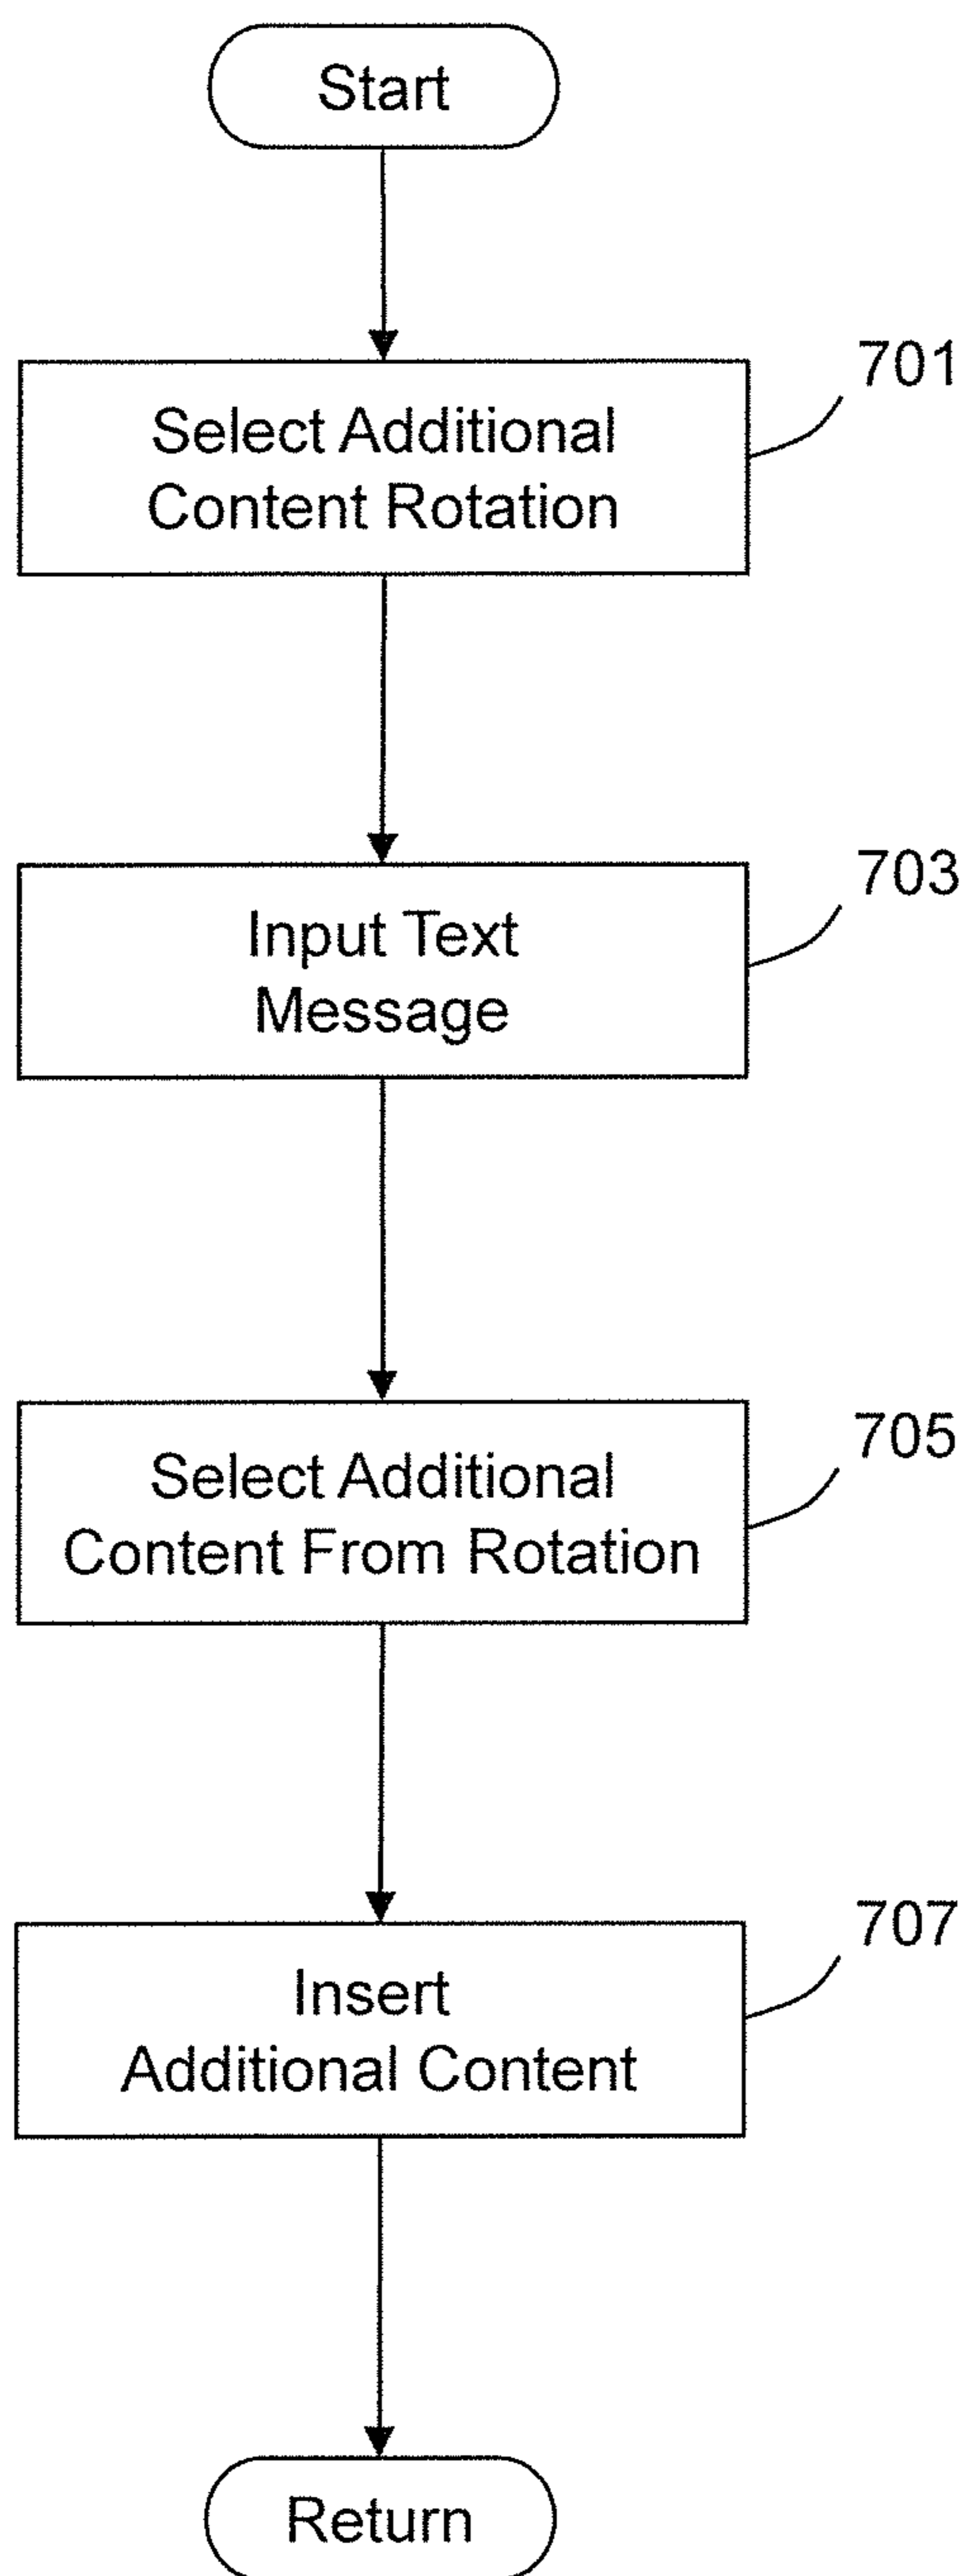 Start
701
Select Additional
Content Rotation
703
Input Text
Message
705
Select Additional
Content From Rotation
707
Insert
Additional Content
Return